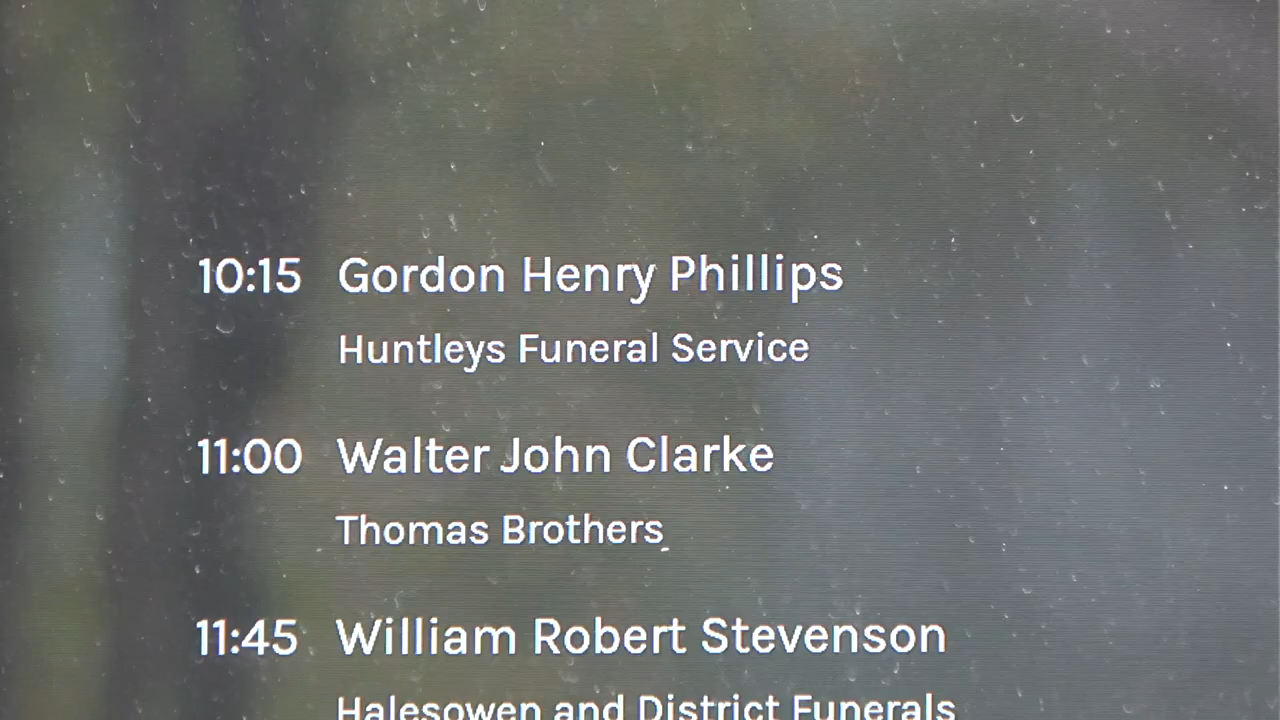 10:15 Gordon Henry Phillips
Huntleys Funeral Service
11:00 Walter John Clarke
Thomas Brothers
11:45 William Robert Stevenson
Halesowen and District Funerals